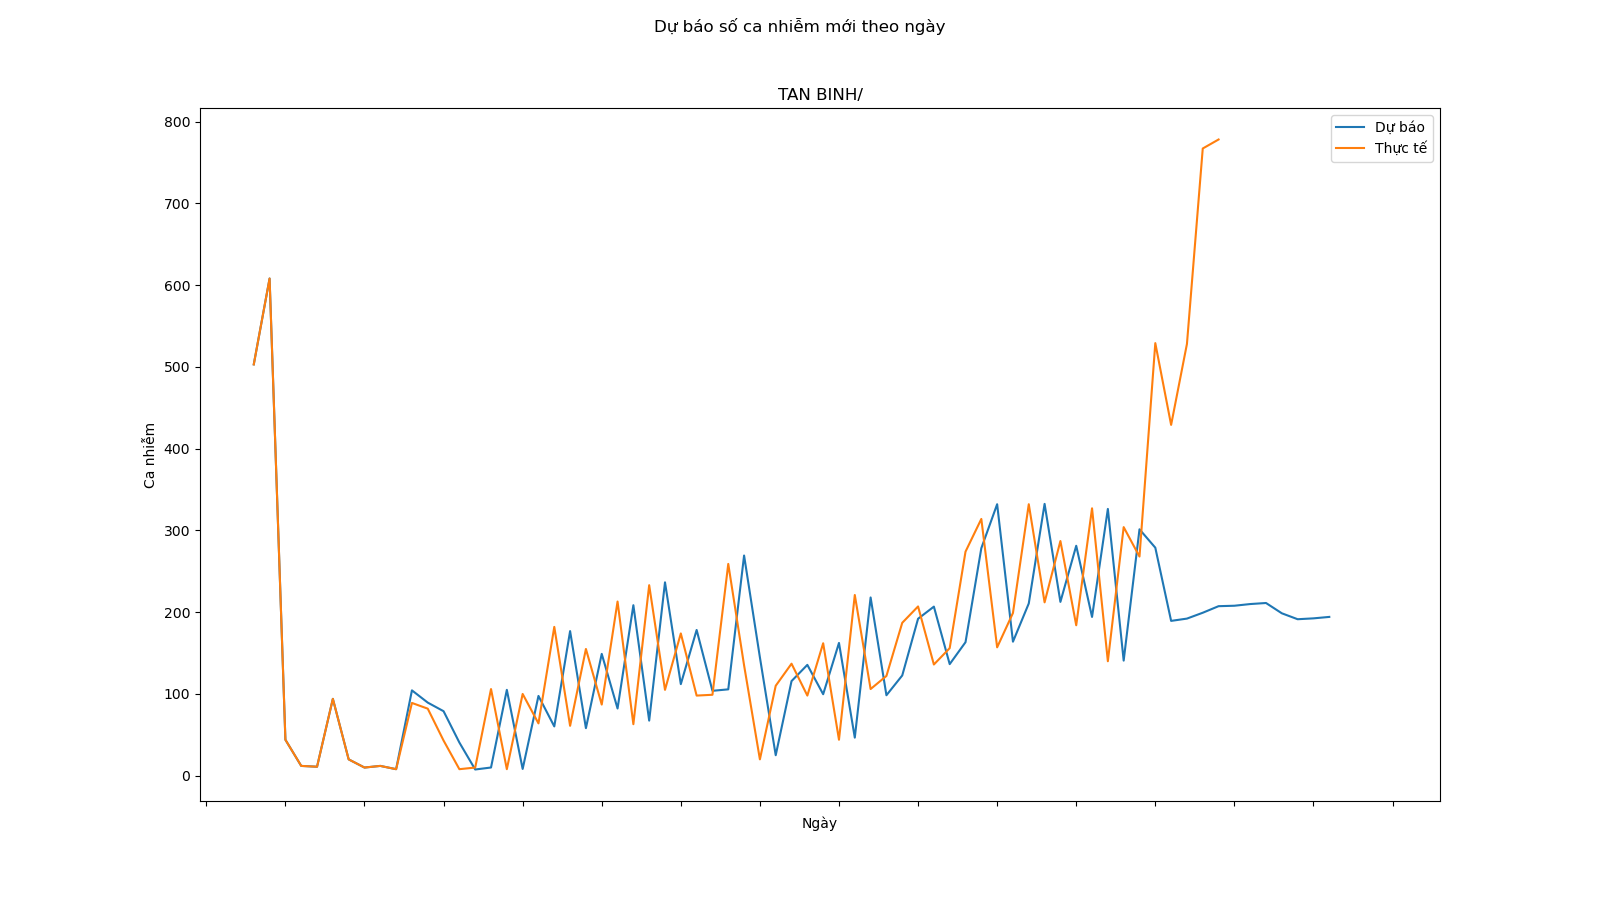 Dự báo số ca nhiễm mới theo ngày
TAN BINH/
Dự báo
Thực tế
800
700
600
500
400
300
200
100
0
Ca nhiễm
Ngày